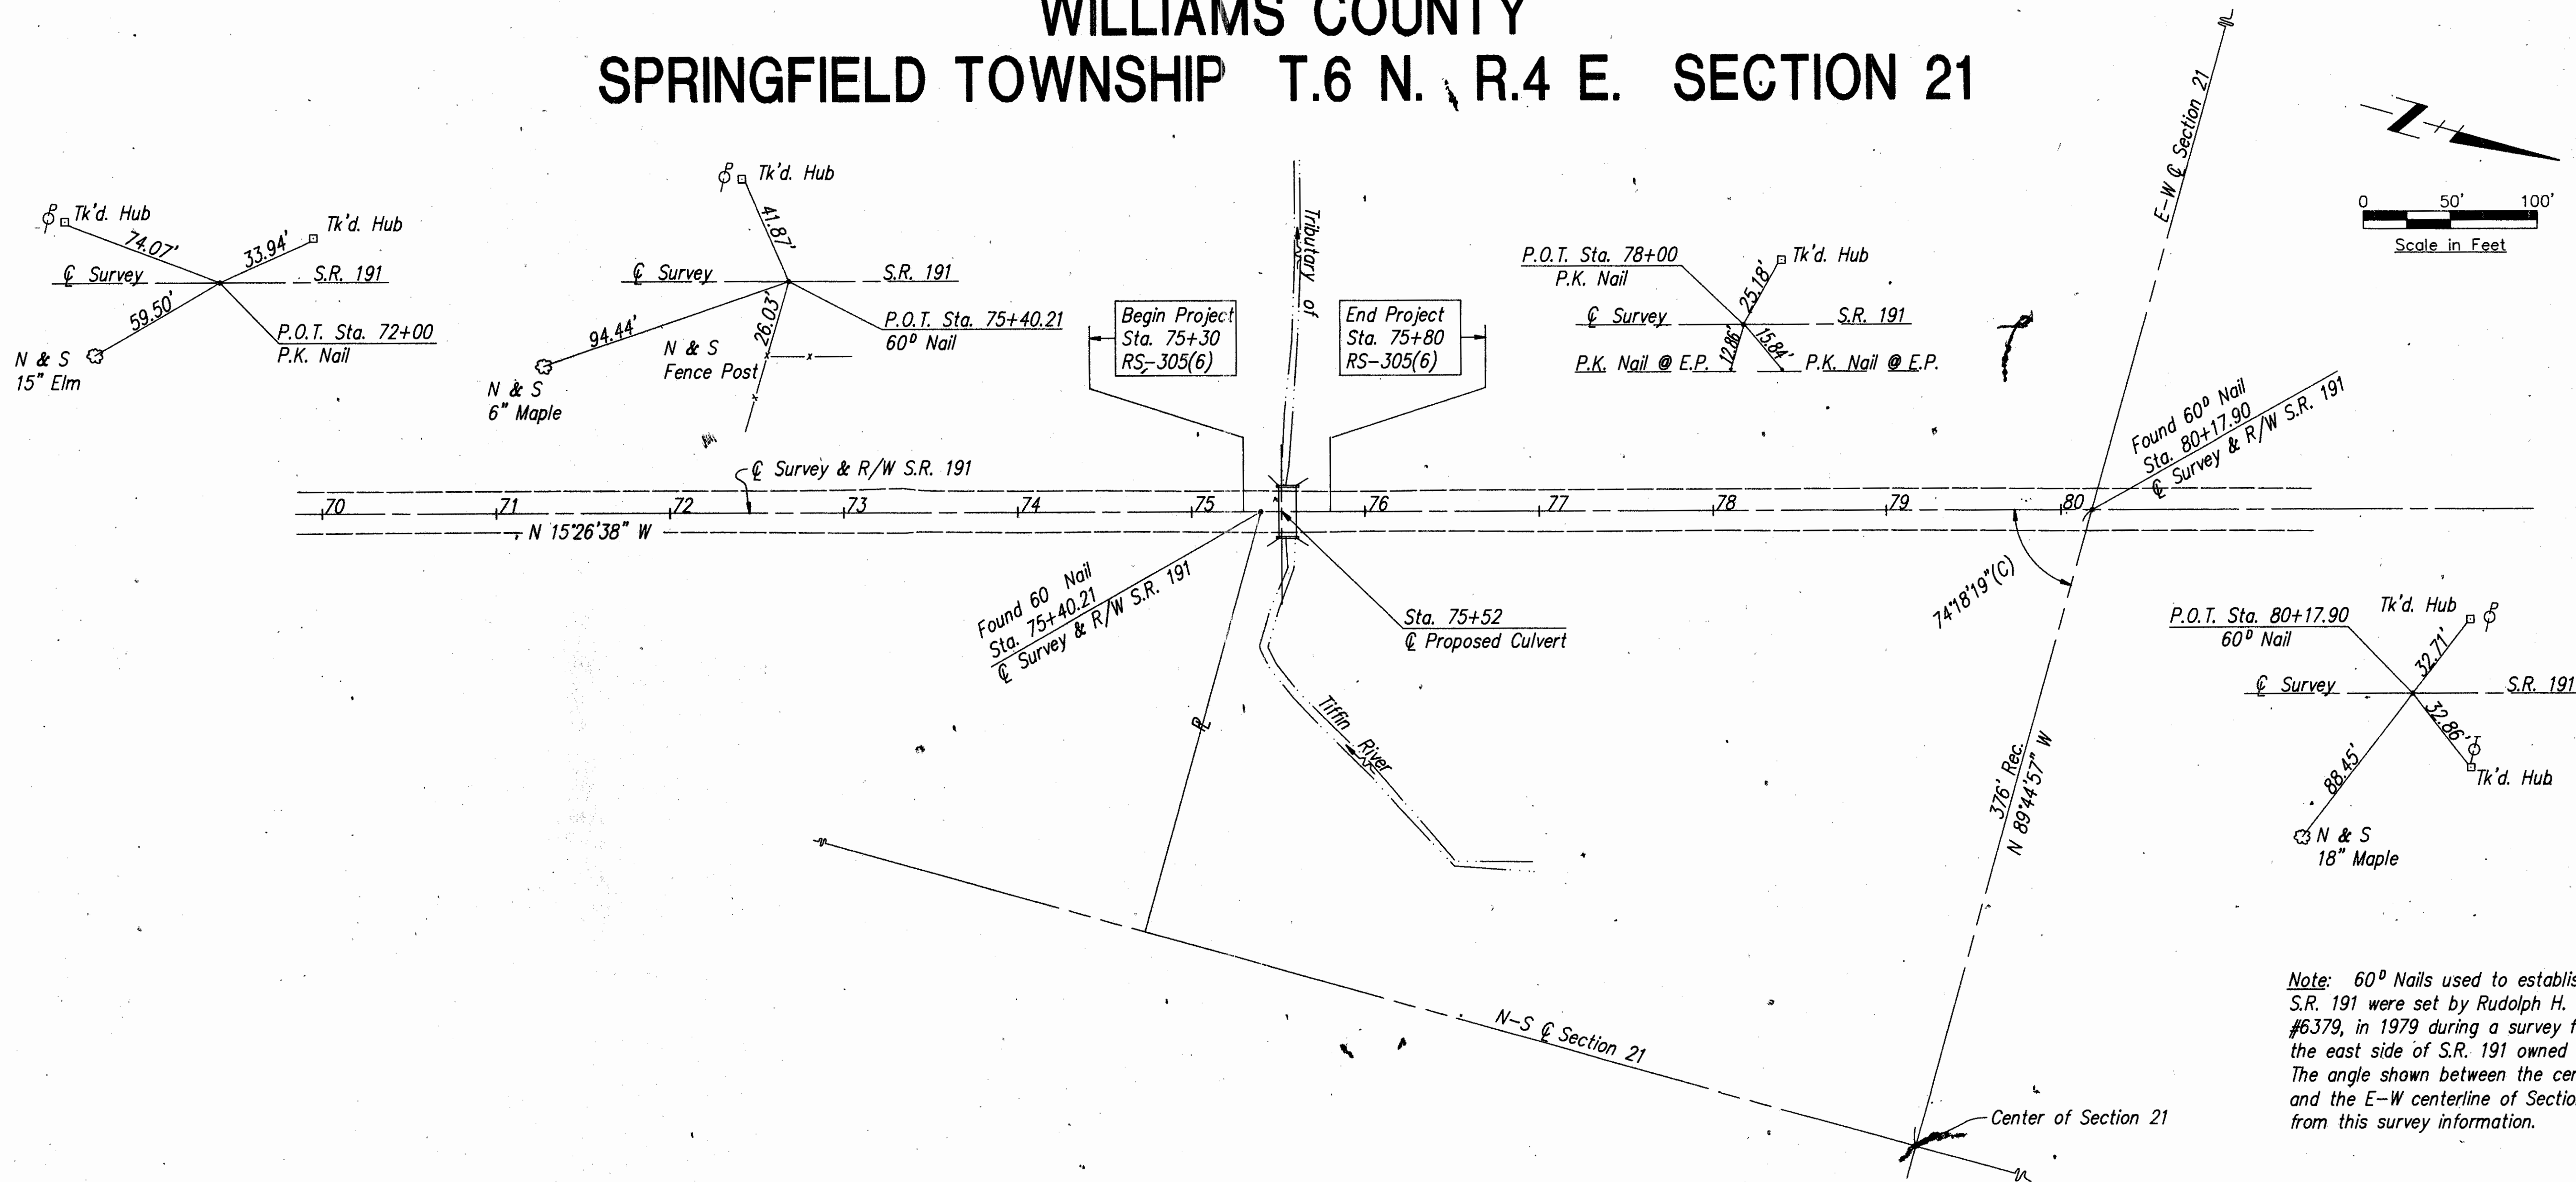 WILLIAMS COUNTY
SPRINGFIELD TOWNSHIP T.6 N. R.4 E. SECTION 21
Tk'd. Hub
74.07'
33.94'
Tk'd. Hub
℄ Survey
S.R. 191
59.50'
P.O.T. Sta. 72+00
P.K. Nail
N & S
15" Elm
Tk'd. Hub
41.87'
℄ Survey
S.R. 191
94.44'
26.03'
P.O.T. Sta. 75+40.21
60ᴰ Nail
N & S
Fence Post
N & S
6" Maple
Begin Project
Sta. 75+30
RS-305(6)
Tributary of
End Project
Sta. 75+80
RS-305(6)
P.O.T. Sta. 78+00
P.K. Nail
Tk'd. Hub
25.18'
℄ Survey
S.R. 191
12.86'
15.84'
P.K. Nail @ E.P.
P.K. Nail @ E.P.
E-W ℄ Section 21
0 50' 100'
Scale in Feet
Found 60ᴰ Nail
Sta. 80+17.90
℄ Survey & R/W S.R. 191
℄ Survey & R/W S.R. 191
70 71 72 73 74 75 76 77 78 79 80
N 15°26'38" W
Found 60 Nail
Sta. 75+40.21
℄ Survey & R/W S.R. 191
Sta. 75+52
℄ Proposed Culvert
74°18'19"(C)
P.O.T. Sta. 80+17.90
60ᴰ Nail
Tk'd. Hub
32.71'
℄ Survey
S.R. 191
32.86'
88.45'
Tk'd. Hub
N & S
18" Maple
Tiffin River
376' Rec.
N 89°44'57" W
N-S ℄ Section 21
Center of Section 21
Note: 60ᴰ Nails used to establis
S.R. 191 were set by Rudolph H.
#6379, in 1979 during a survey f
the east side of S.R. 191 owned
The angle shown between the cer
and the E-W centerline of Sectio
from this survey information.